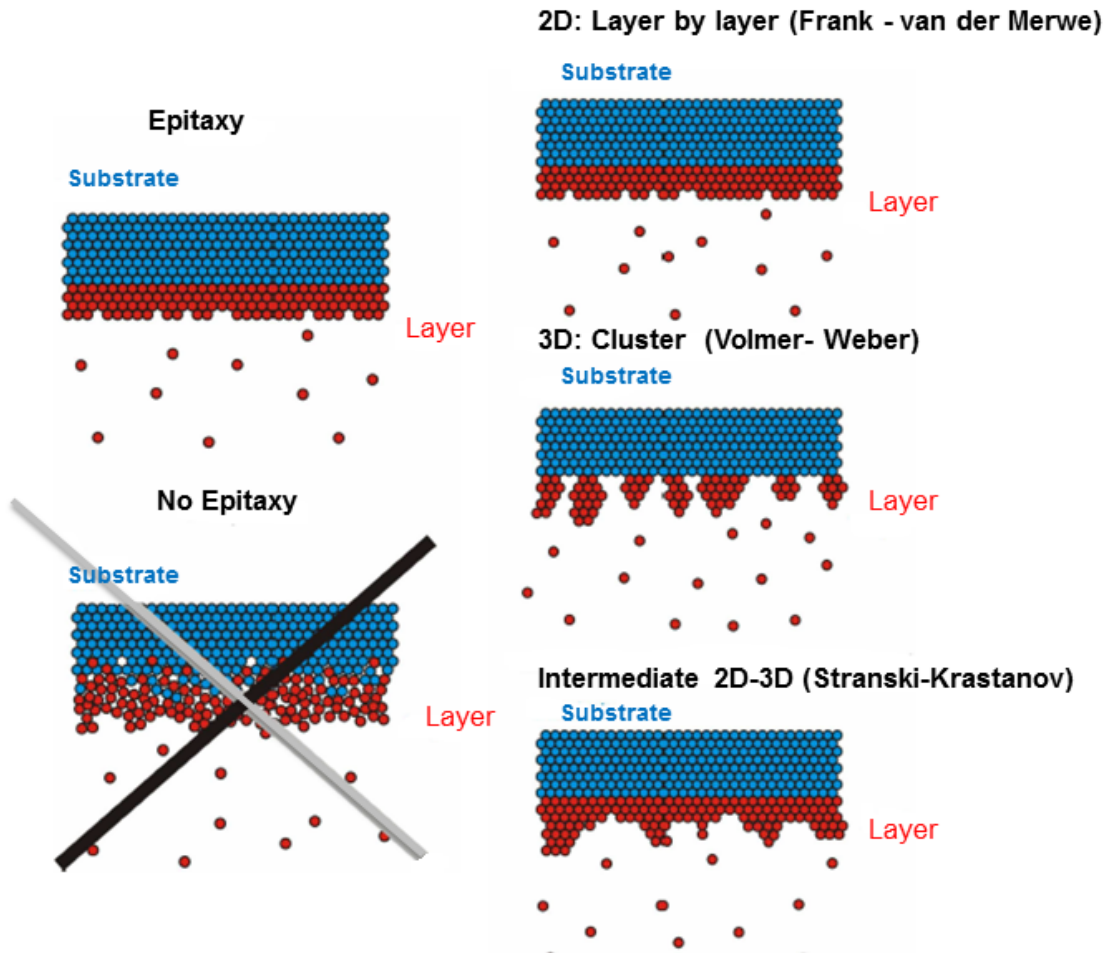 Epitaxy
Substrate
Layer
No Epitaxy
Substrate
Layer
2D: Layer by layer (Frank - van der Merwe)
Substrate
Layer
3D: Cluster (Volmer- Weber)
Substrate
Layer
Intermediate 2D-3D (Stranski-Krastanov)
Substrate
Layer